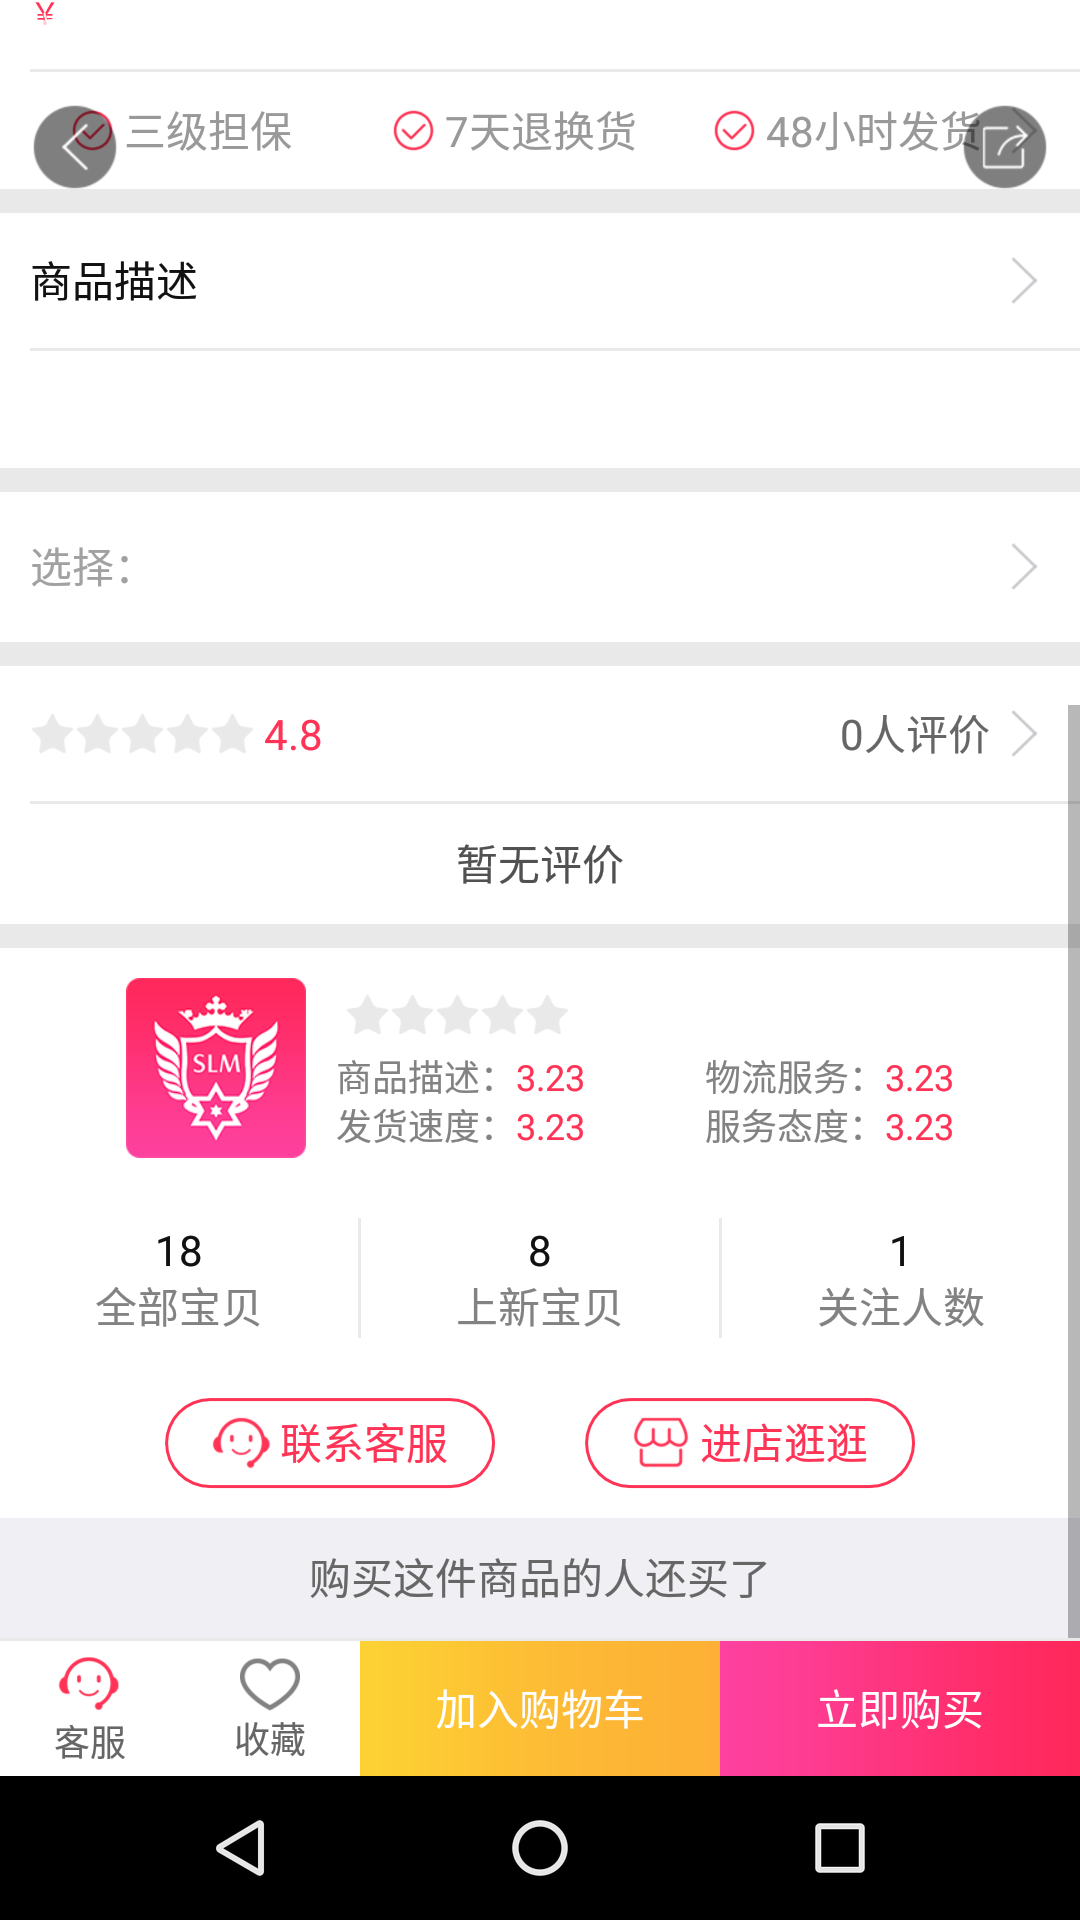 ¥
三级担保 7天退换货 48小时发货
商品描述
选择：
4.8 0人评价
暂无评价
SLM
商品描述：3.23 物流服务：3.23
发货速度：3.23 服务态度：3.23
18 8 1
全部宝贝 上新宝贝 关注人数
联系客服 进店逛逛
购买这件商品的人还买了
客服 收藏 加入购物车 立即购买